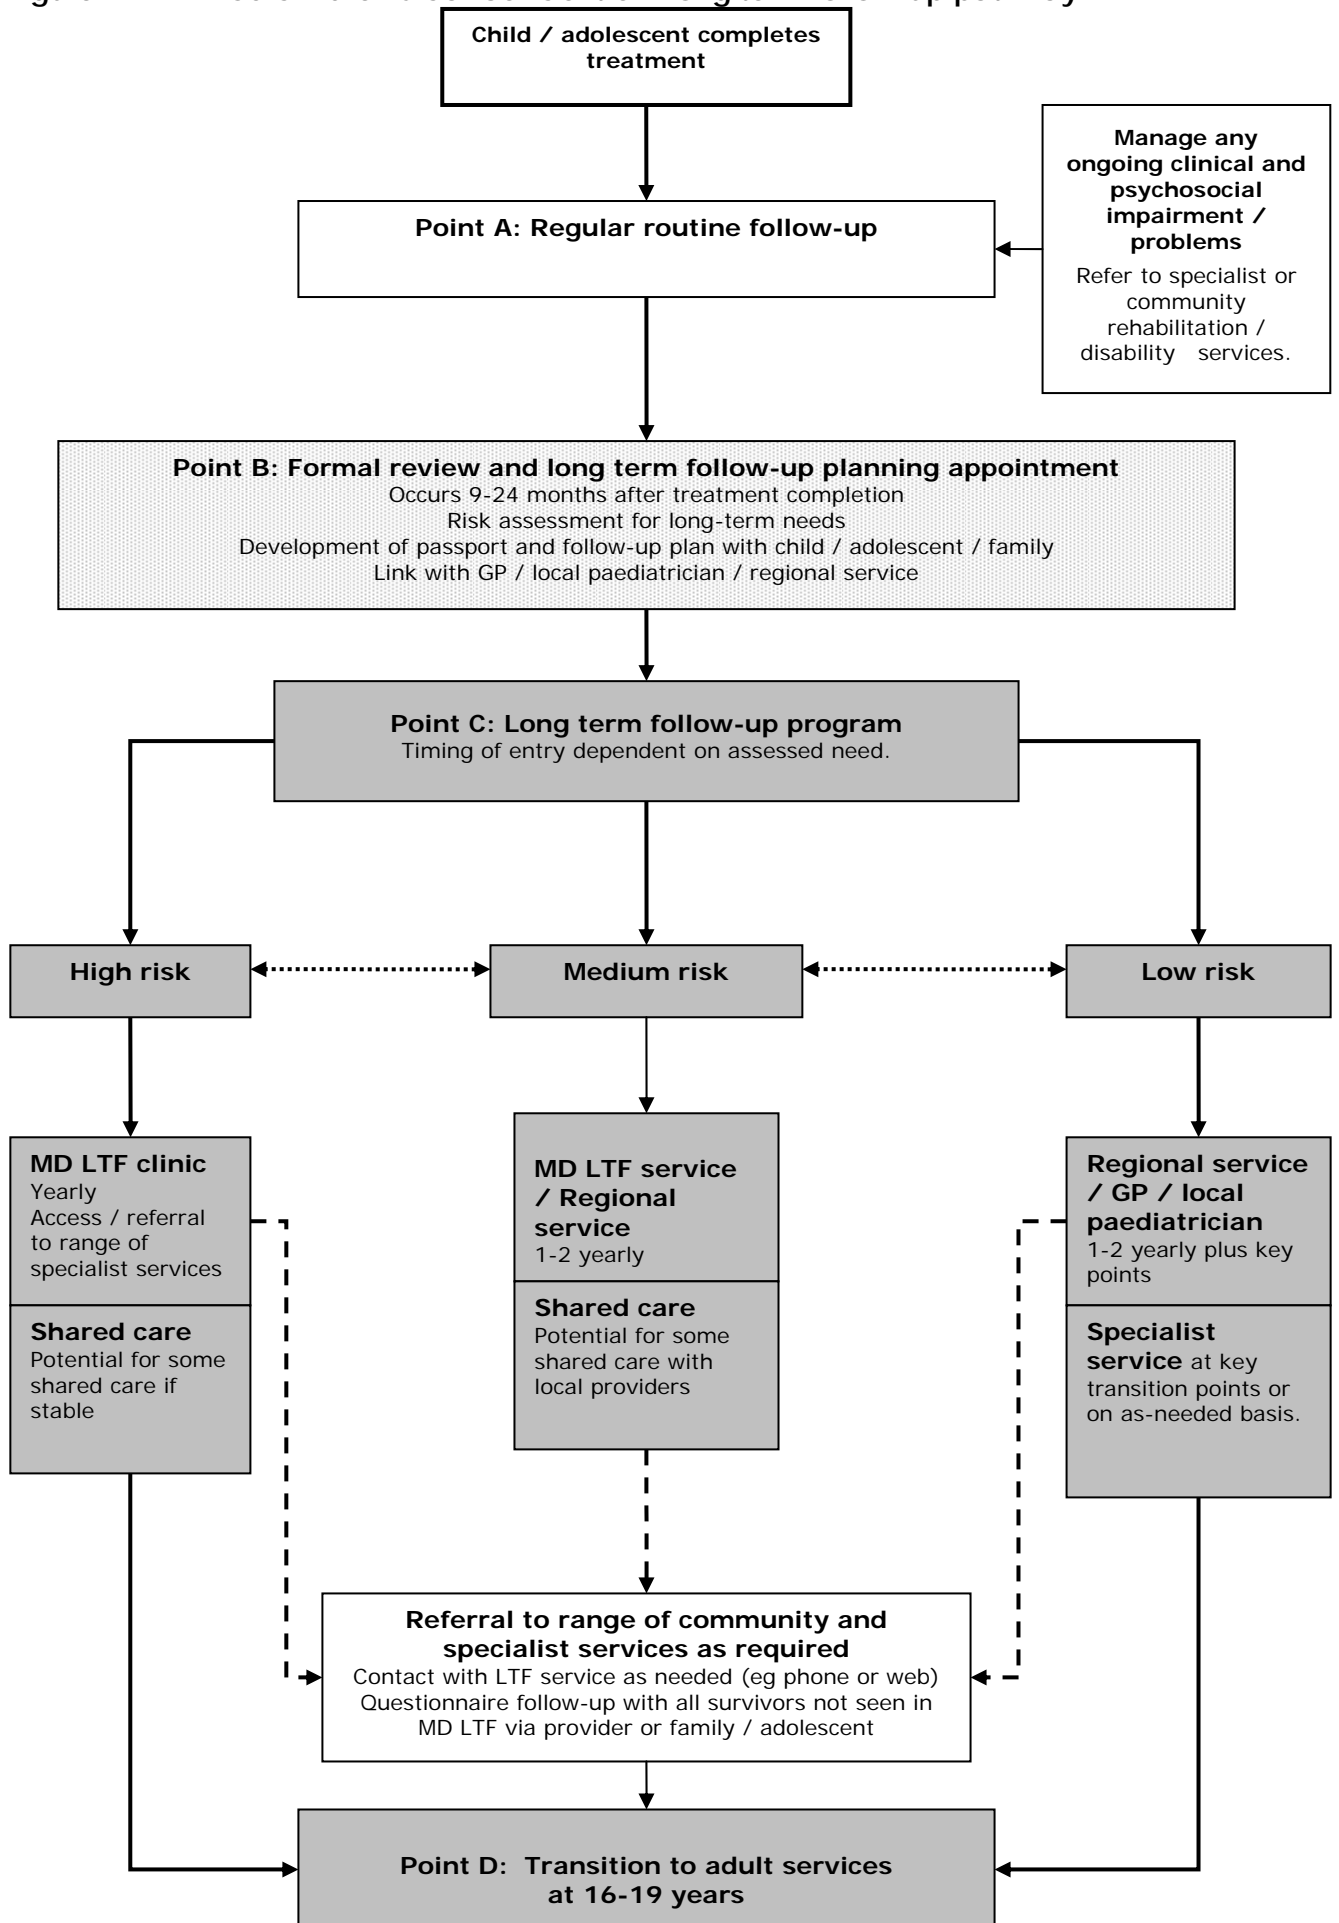 Child / adolescent completes
treatment
Manage any
ongoing clinical and
psychosocial
impairment /
problems
Refer to specialist or
community
rehabilitation /
disability services.
Point A: Regular routine follow-up
Point B: Formal review and long term follow-up planning appointment
Occurs 9-24 months after treatment completion
Risk assessment for long-term needs
Development of passport and follow-up plan with child / adolescent / family
Link with GP / local paediatrician / regional service
Point C: Long term follow-up program
Timing of entry dependent on assessed need.
High risk
Medium risk
Low risk
MD LTF clinic
Yearly
Access / referral
to range of
specialist services
Shared care
Potential for some
shared care if
stable
MD LTF service
/ Regional
service
1-2 yearly
Shared care
Potential for some
shared care with
local providers
Regional service
/ GP / local
paediatrician
1-2 yearly plus key
points
Specialist
service at key
transition points or
on as-needed basis.
Referral to range of community and
specialist services as required
Contact with LTF service as needed (eg phone or web)
Questionnaire follow-up with all survivors not seen in
MD LTF via provider or family / adolescent
Point D: Transition to adult services
at 16-19 years